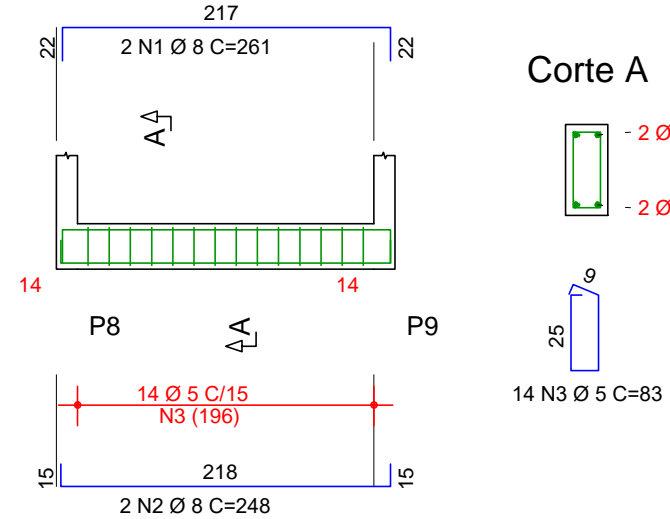 217
22
2 N1 Ø 8 C=261
22
Corte A
A
2 Ø
2 Ø
14
14
9
P8
A
P9
25
14 Ø 5 C/15
N3 (196)
14 N3 Ø 5 C=83
15
218
15
2 N2 Ø 8 C=248